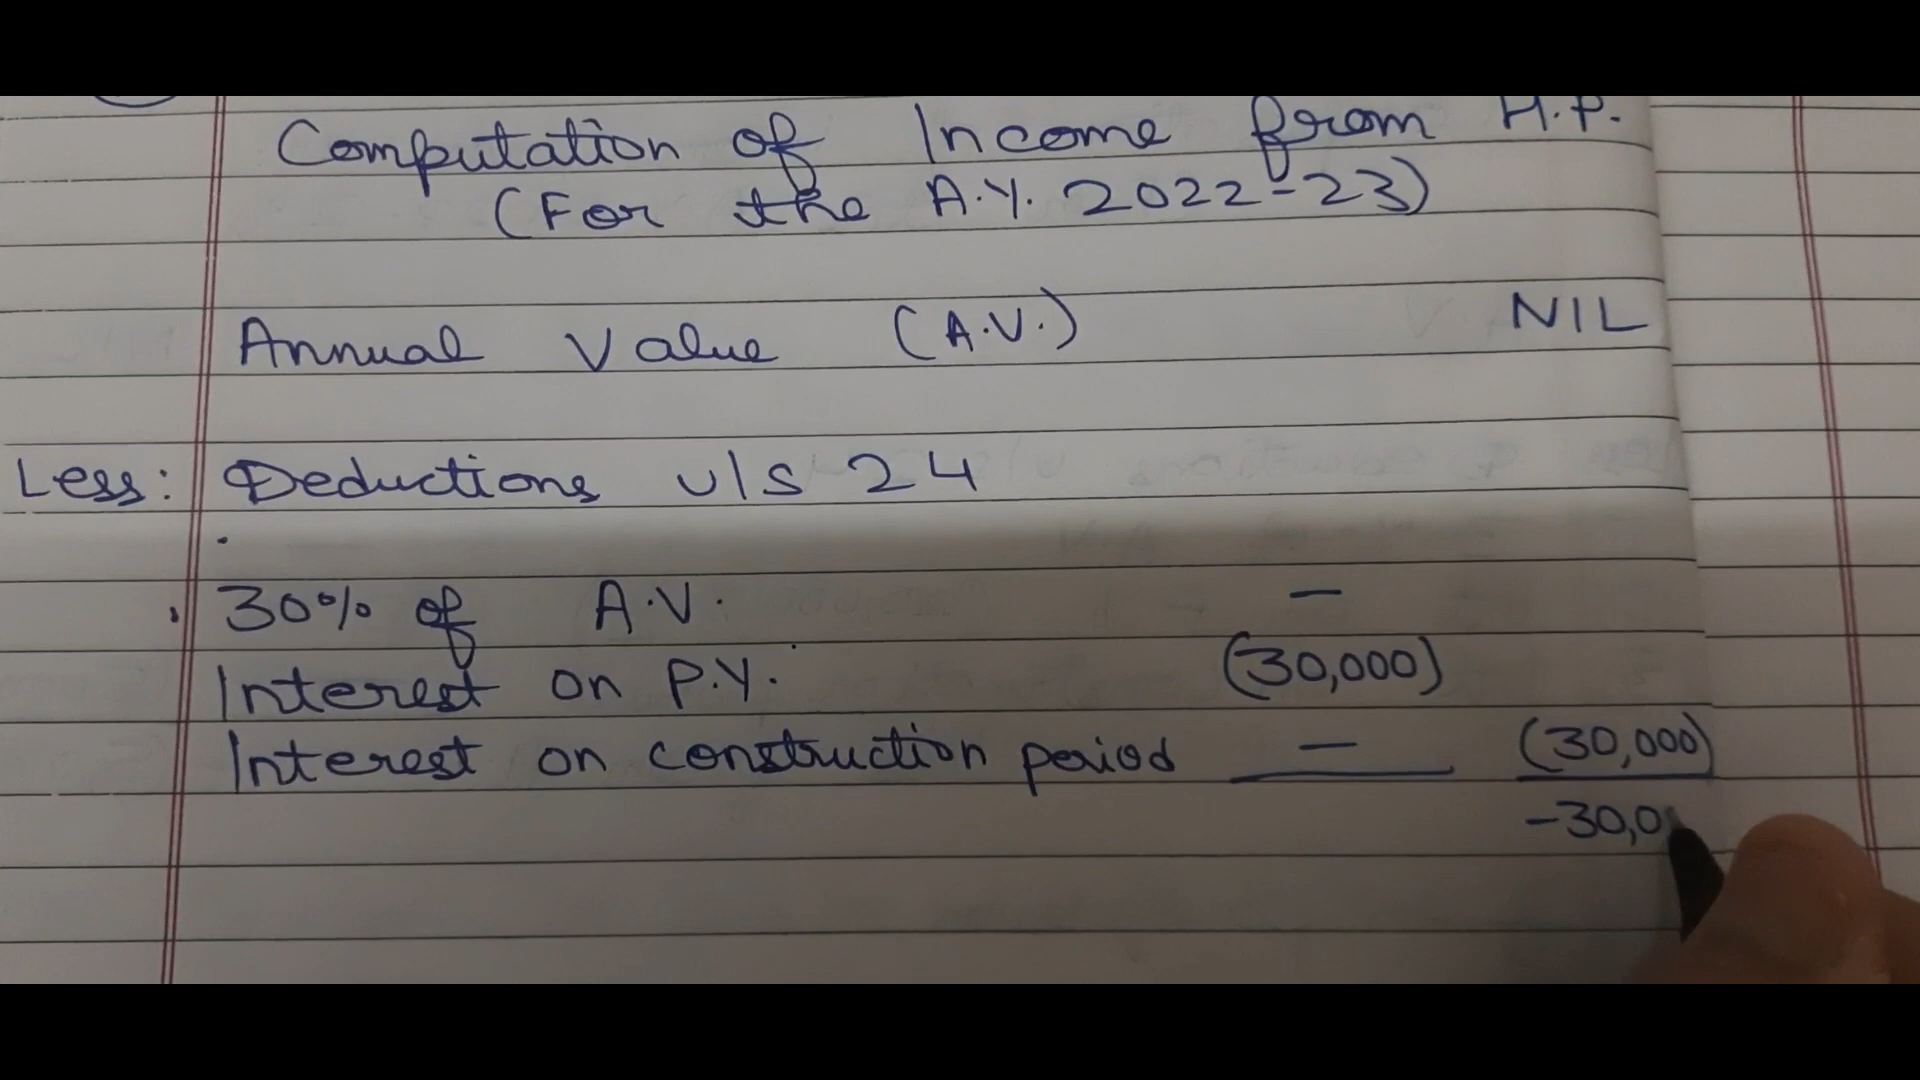 Computation of Income from H.P.
(For the A.Y. 2022-23)
Annual Value (A.V.) NIL
Less: Deductions u/s 24
30% of A.V. —
Interest on P.Y. (30,000)
Interest on construction period — (30,000)
-30,0